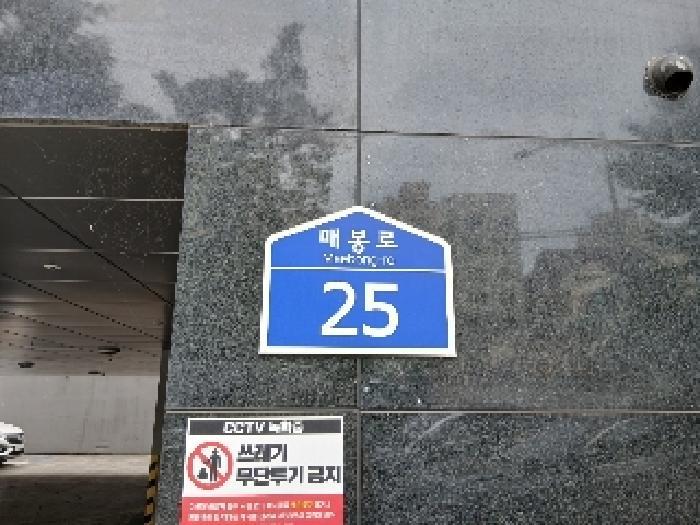 매봉로
Maebong-ro
25
CCTV 녹화중
쓰레기
무단투기 금지